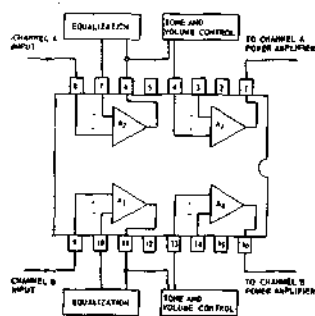 EQUALIZATION
TONE AND
VOLUME CONTROL
CHANNEL A
INPUT
TO CHANNEL A
POWER AMPLIFIER
8 7 6 5 4 3 2 1
A2
A1
9 10 11 12 13 14 15 16
CHANNEL B
INPUT
TO CHANNEL B
POWER AMPLIFIER
EQUALIZATION
TONE AND
VOLUME CONTROL